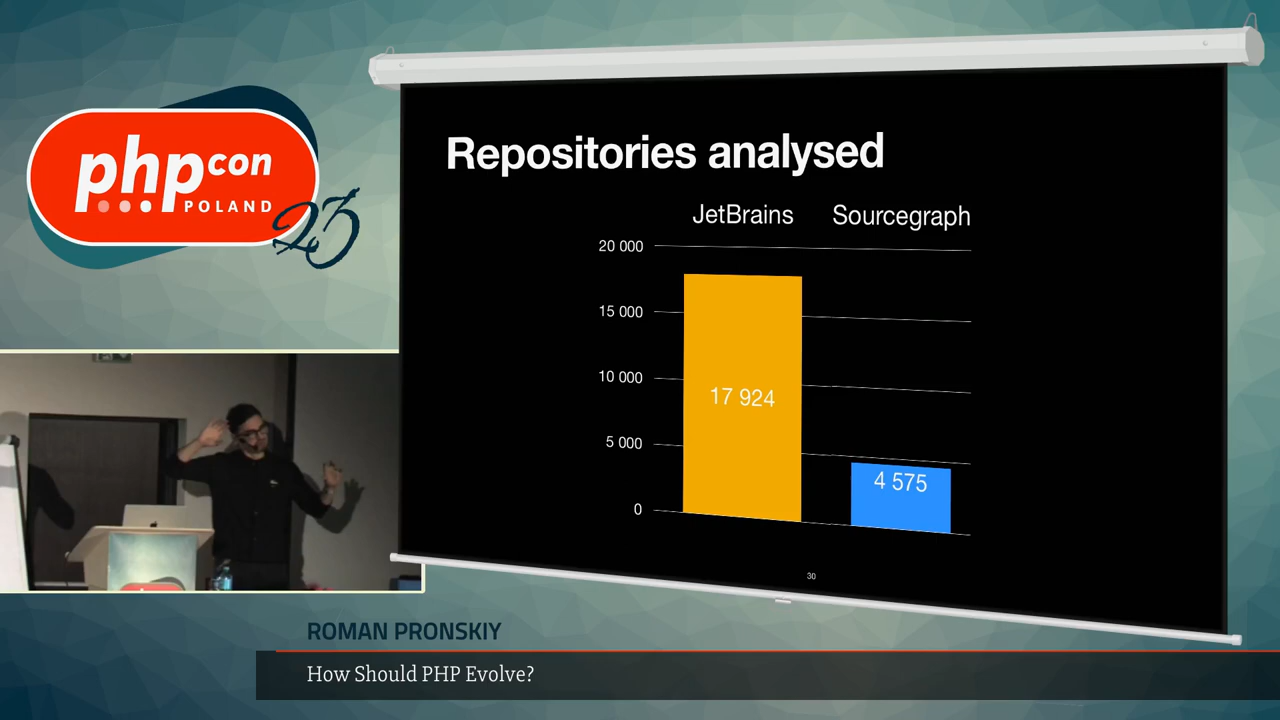 phpcon
POLAND
23
Repositories analysed
JetBrains Sourcegraph
20 000
15 000
10 000
5 000
0
17 924
4 575
30
ROMAN PRONSKIY
How Should PHP Evolve?